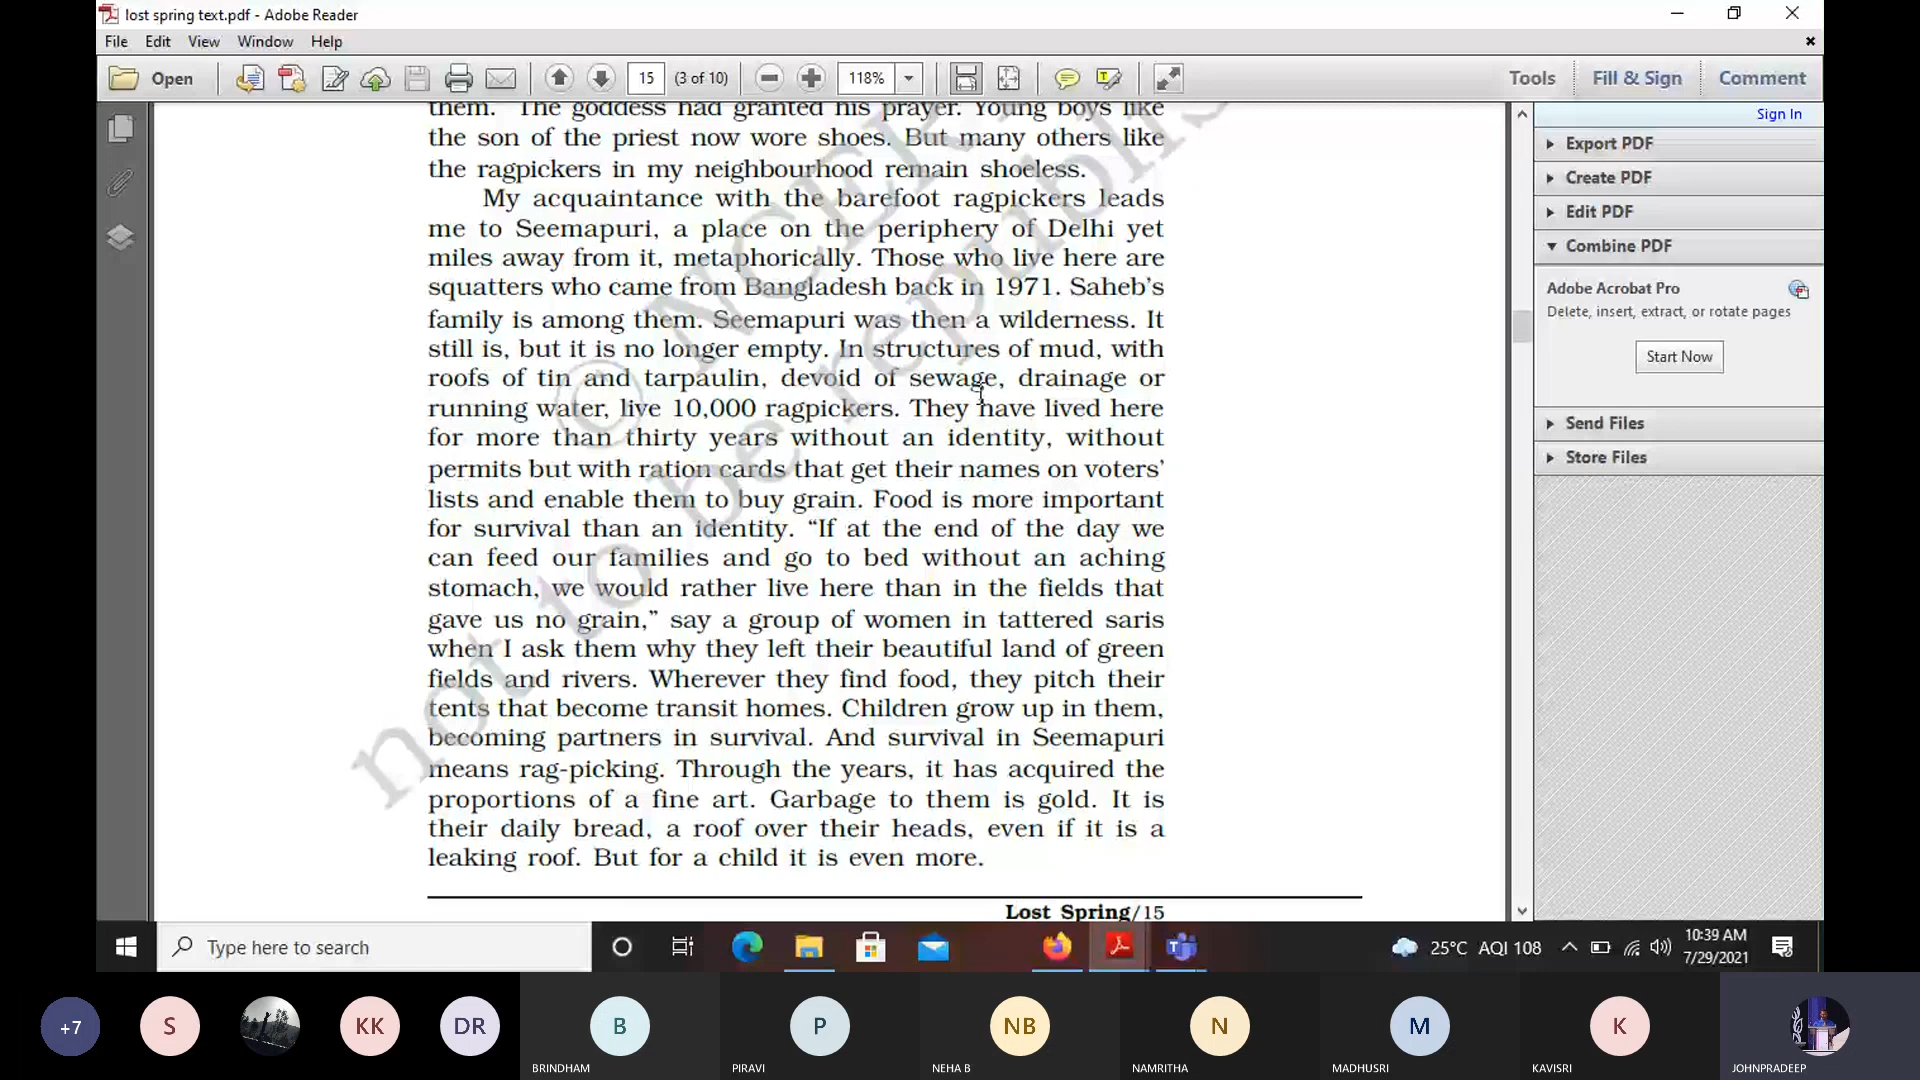 lost spring text.pdf - Adobe Reader
File Edit View Window Help
Open 15 (3 of 10) 118% Tools Fill & Sign Comment
Sign In
Export PDF
Create PDF
Edit PDF
Combine PDF
Adobe Acrobat Pro
Delete, insert, extract, or rotate pages
Start Now
Send Files
Store Files
them. "The goddess had granted his prayer. Young boys like
the son of the priest now wore shoes. But many others like
the ragpickers in my neighbourhood remain shoeless.
My acquaintance with the barefoot ragpickers leads
me to Seemapuri, a place on the periphery of Delhi yet
miles away from it, metaphorically. Those who live here are
squatters who came from Bangladesh back in 1971. Saheb's
family is among them. Seemapuri was then a wilderness. It
still is, but it is no longer empty. In structures of mud, with
roofs of tin and tarpaulin, devoid of sewage, drainage or
running water, live 10,000 ragpickers. They have lived here
for more than thirty years without an identity, without
permits but with ration cards that get their names on voters'
lists and enable them to buy grain. Food is more important
for survival than an identity. "If at the end of the day we
can feed our families and go to bed without an aching
stomach, we would rather live here than in the fields that
gave us no grain," say a group of women in tattered saris
when I ask them why they left their beautiful land of green
fields and rivers. Wherever they find food, they pitch their
tents that become transit homes. Children grow up in them,
becoming partners in survival. And survival in Seemapuri
means rag-picking. Through the years, it has acquired the
proportions of a fine art. Garbage to them is gold. It is
their daily bread, a roof over their heads, even if it is a
leaking roof. But for a child it is even more.
Lost Spring/15
© NCER
not to be republis
Type here to search
25°C AQI 108
10:39 AM
7/29/2021
+7 S KK DR B P NB N M K
BRINDHAM PIRAVI NEHA B NAMRITHA MADHUSRI KAVISRI JOHNPRADEEP